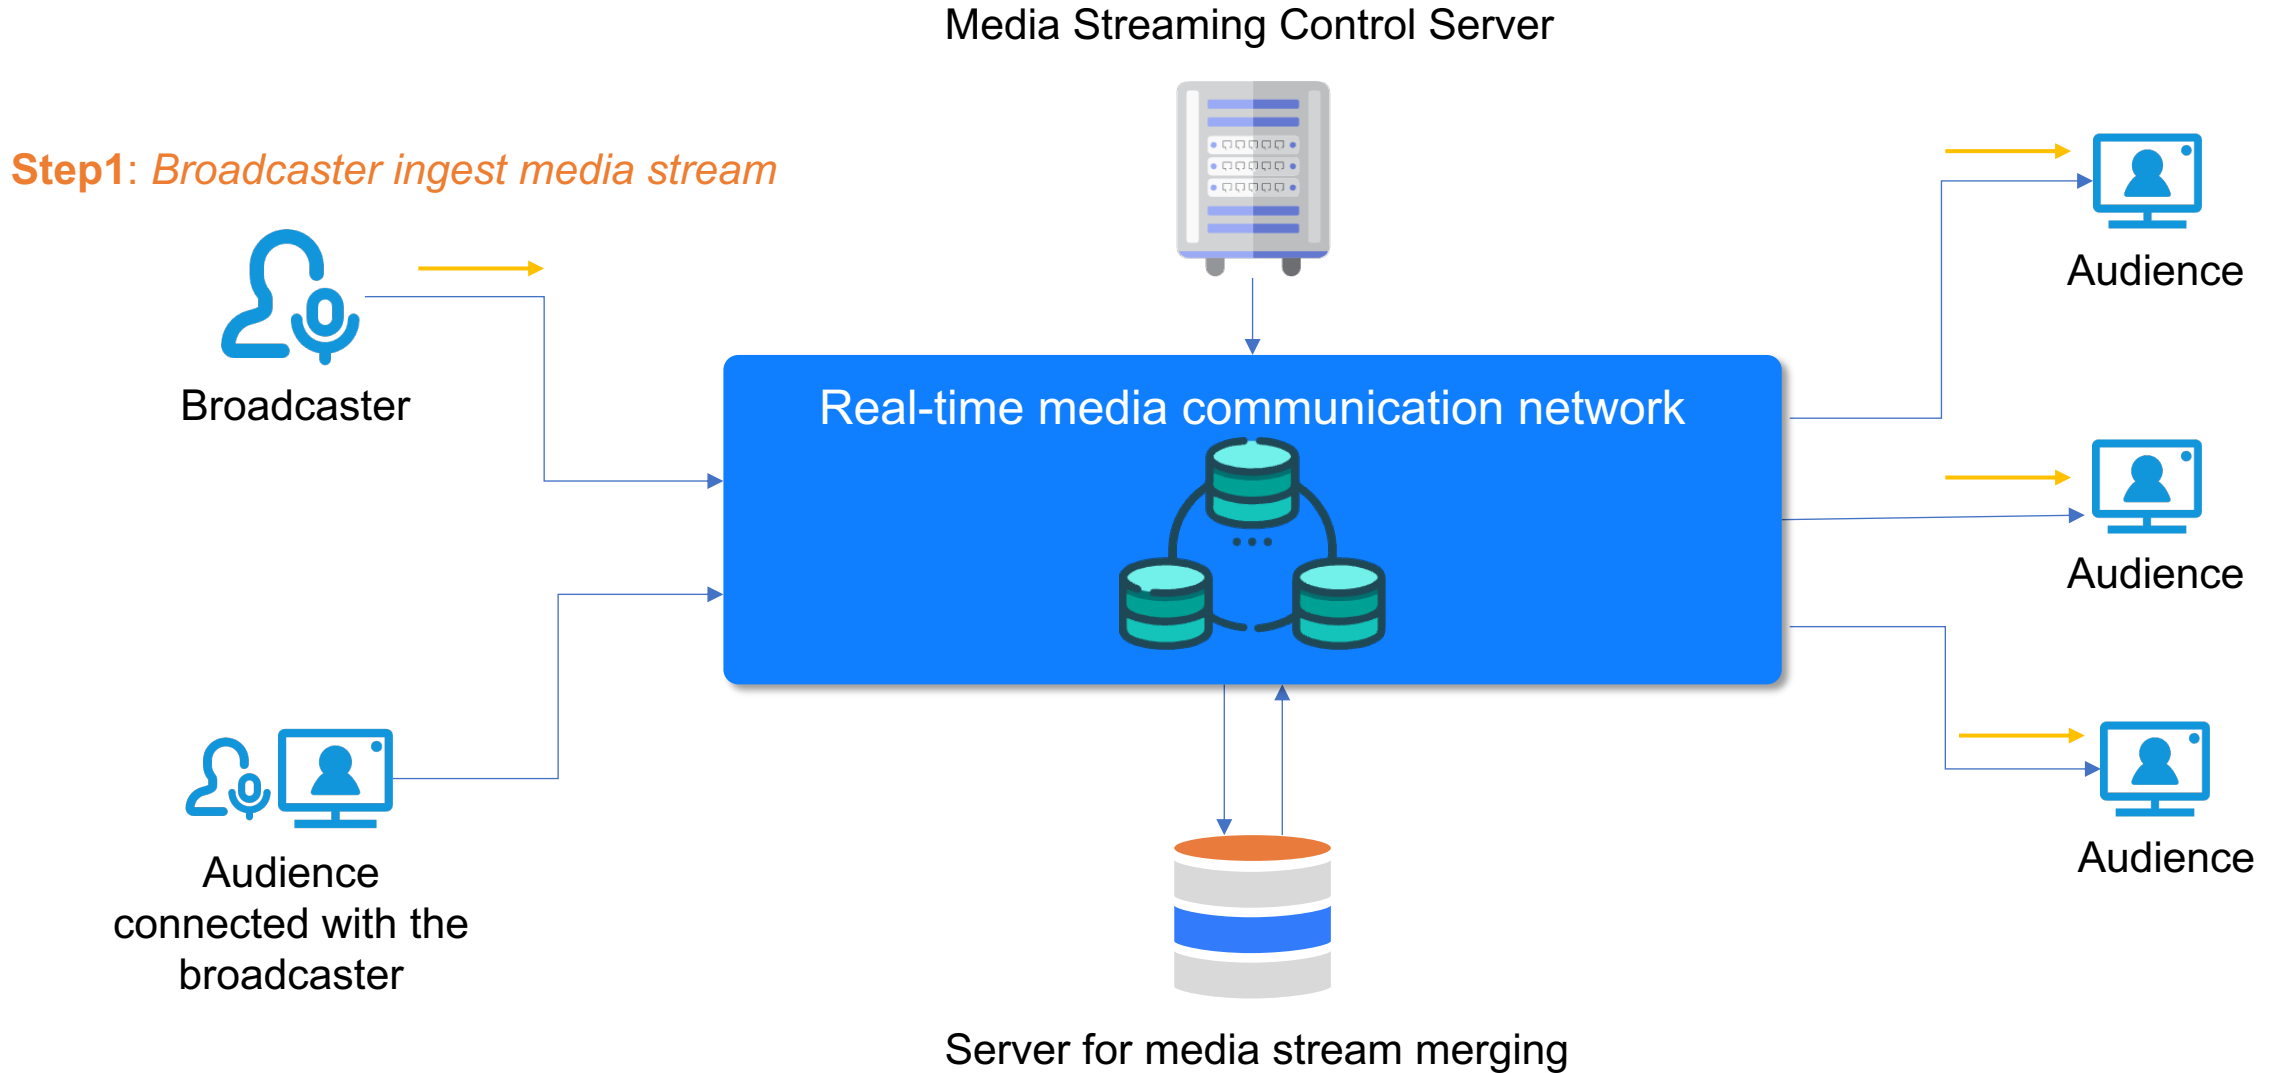 Media Streaming Control Server
Step1: Broadcaster ingest media stream
Broadcaster
Real-time media communication network
Audience
Audience
Audience
Audience
connected with the
broadcaster
Server for media stream merging